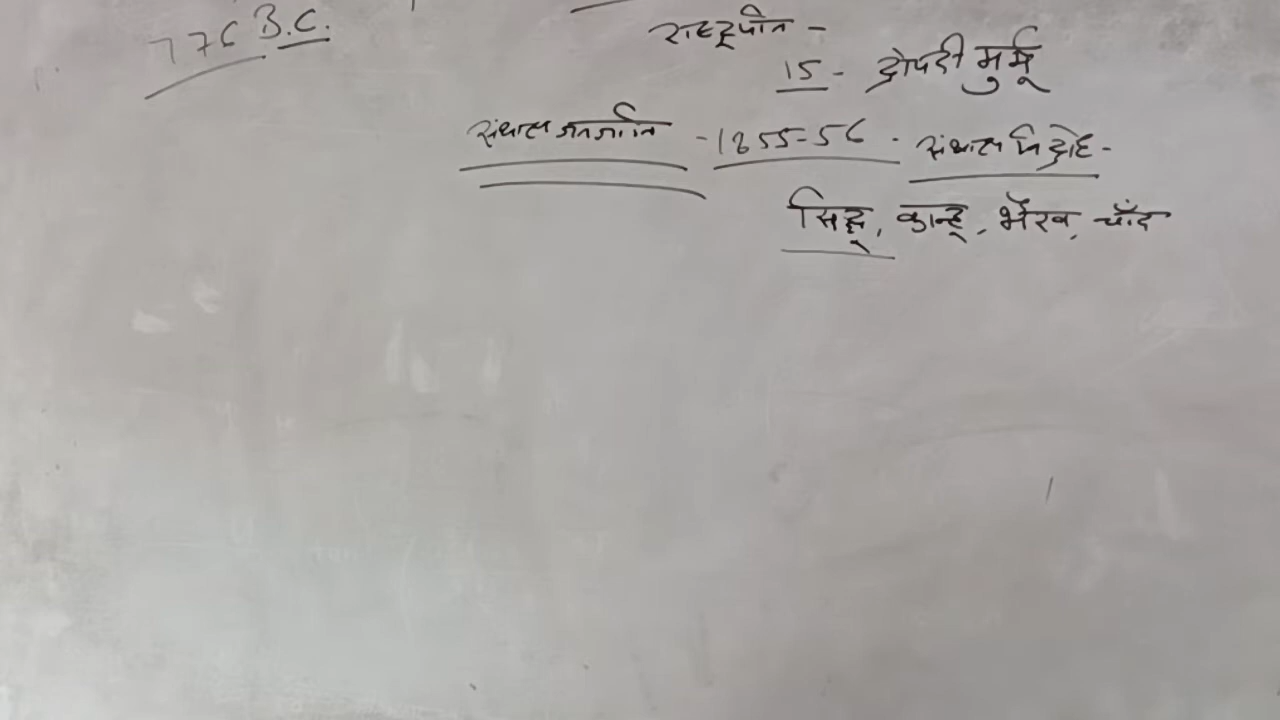 776 B.C.
राष्ट्रपति -
15 - द्रोपदी मुर्मू
संथाल जनजाति - 1855-56 - संथाल विद्रोह -
सिद्धू, कान्हू, भैरव, चाँद